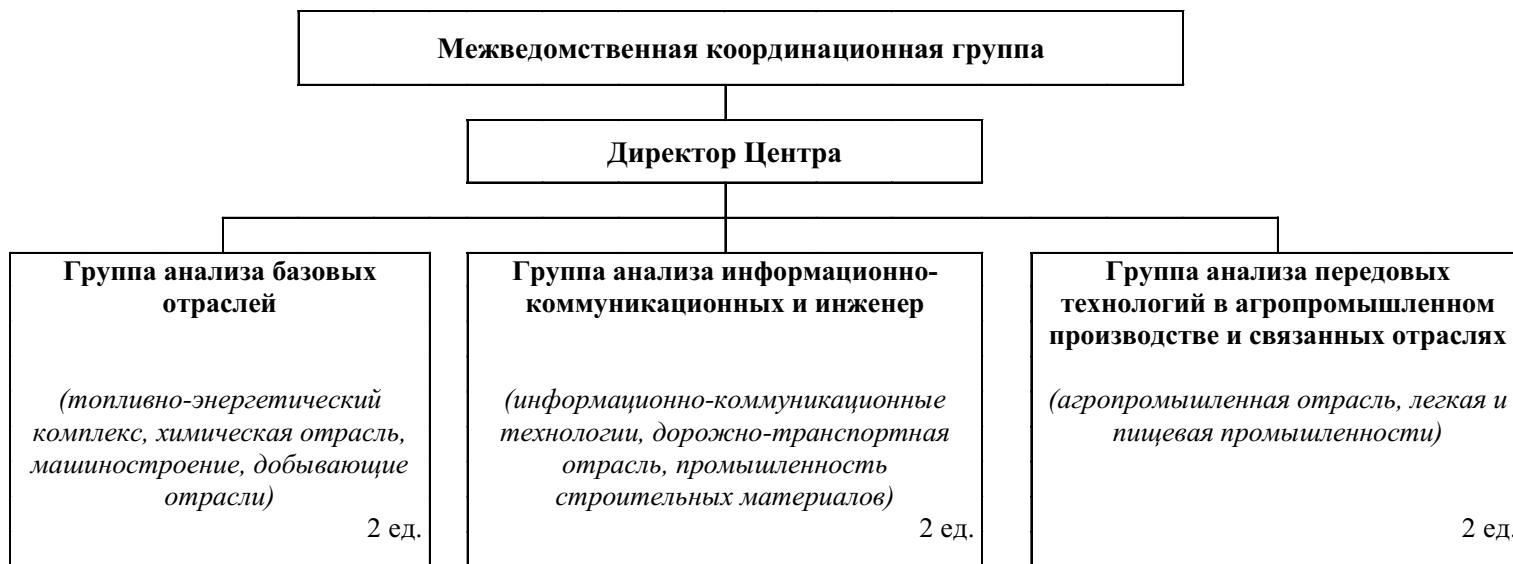 Межведомственная координационная группа
Директор Центра
Группа анализа базовых
отраслей
(топливно-энергетический
комплекс, химическая отрасль,
машиностроение, добывающие
отрасли)
2 ед.
Группа анализа информационно-
коммуникационных и инженер
(информационно-коммуникационные
технологии, дорожно-транспортная
отрасль, промышленность
строительных материалов)
2 ед.
Группа анализа передовых
технологий в агропромышленном
производстве и связанных отраслях
(агропромышленная отрасль, легкая и
пищевая промышленности)
2 ед.